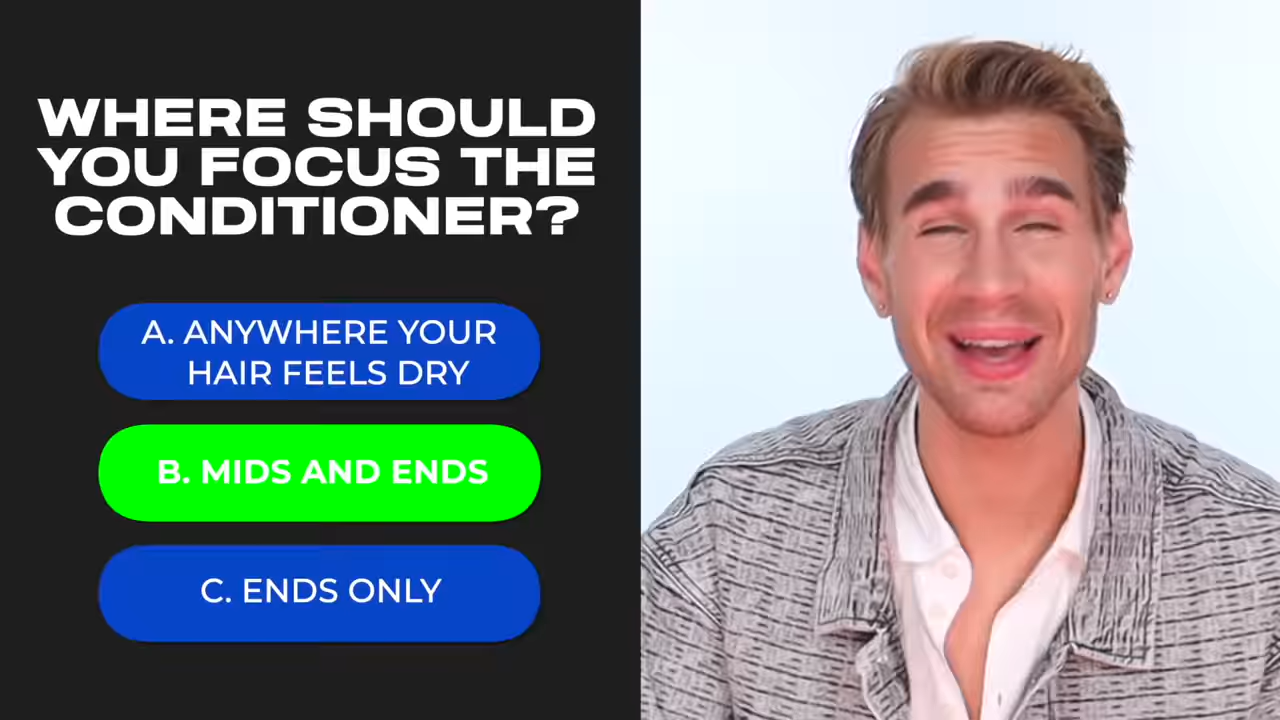 WHERE SHOULD
YOU FOCUS THE
CONDITIONER?
A. ANYWHERE YOUR
HAIR FEELS DRY
B. MIDS AND ENDS
C. ENDS ONLY